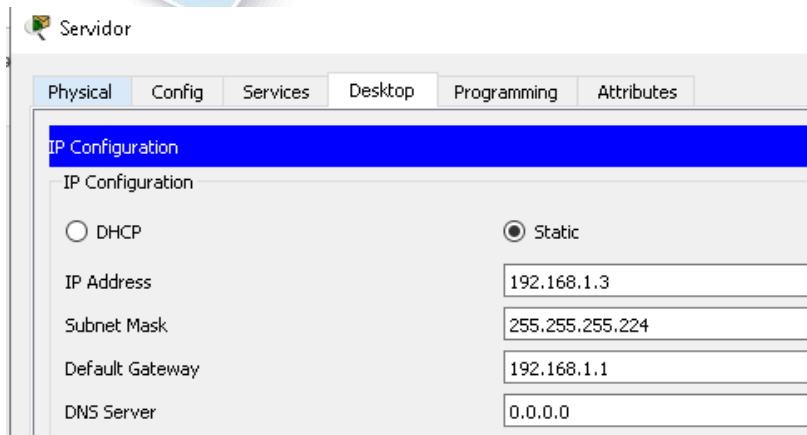 Servidor
Physical Config Services Desktop Programming Attributes
IP Configuration
IP Configuration
DHCP Static
IP Address 192.168.1.3
Subnet Mask 255.255.255.224
Default Gateway 192.168.1.1
DNS Server 0.0.0.0